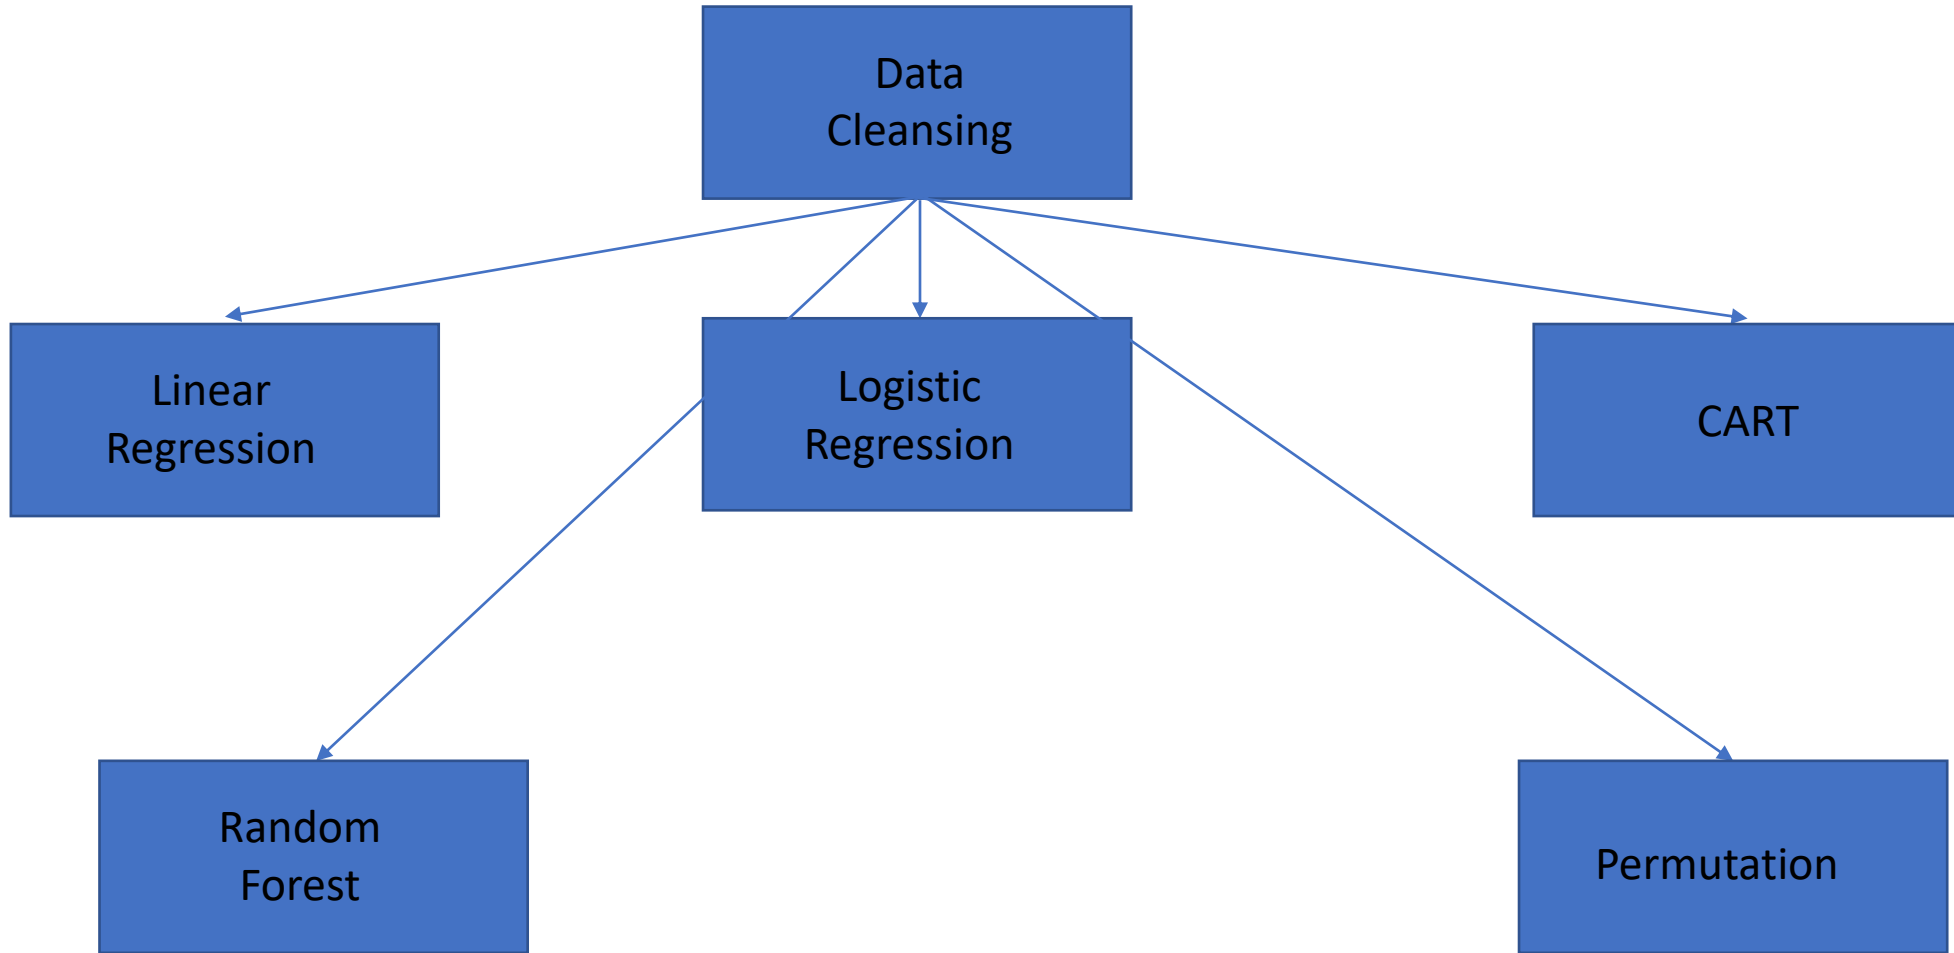 Data
Cleansing
Linear
Regression
Logistic
Regression
CART
Random
Forest
Permutation